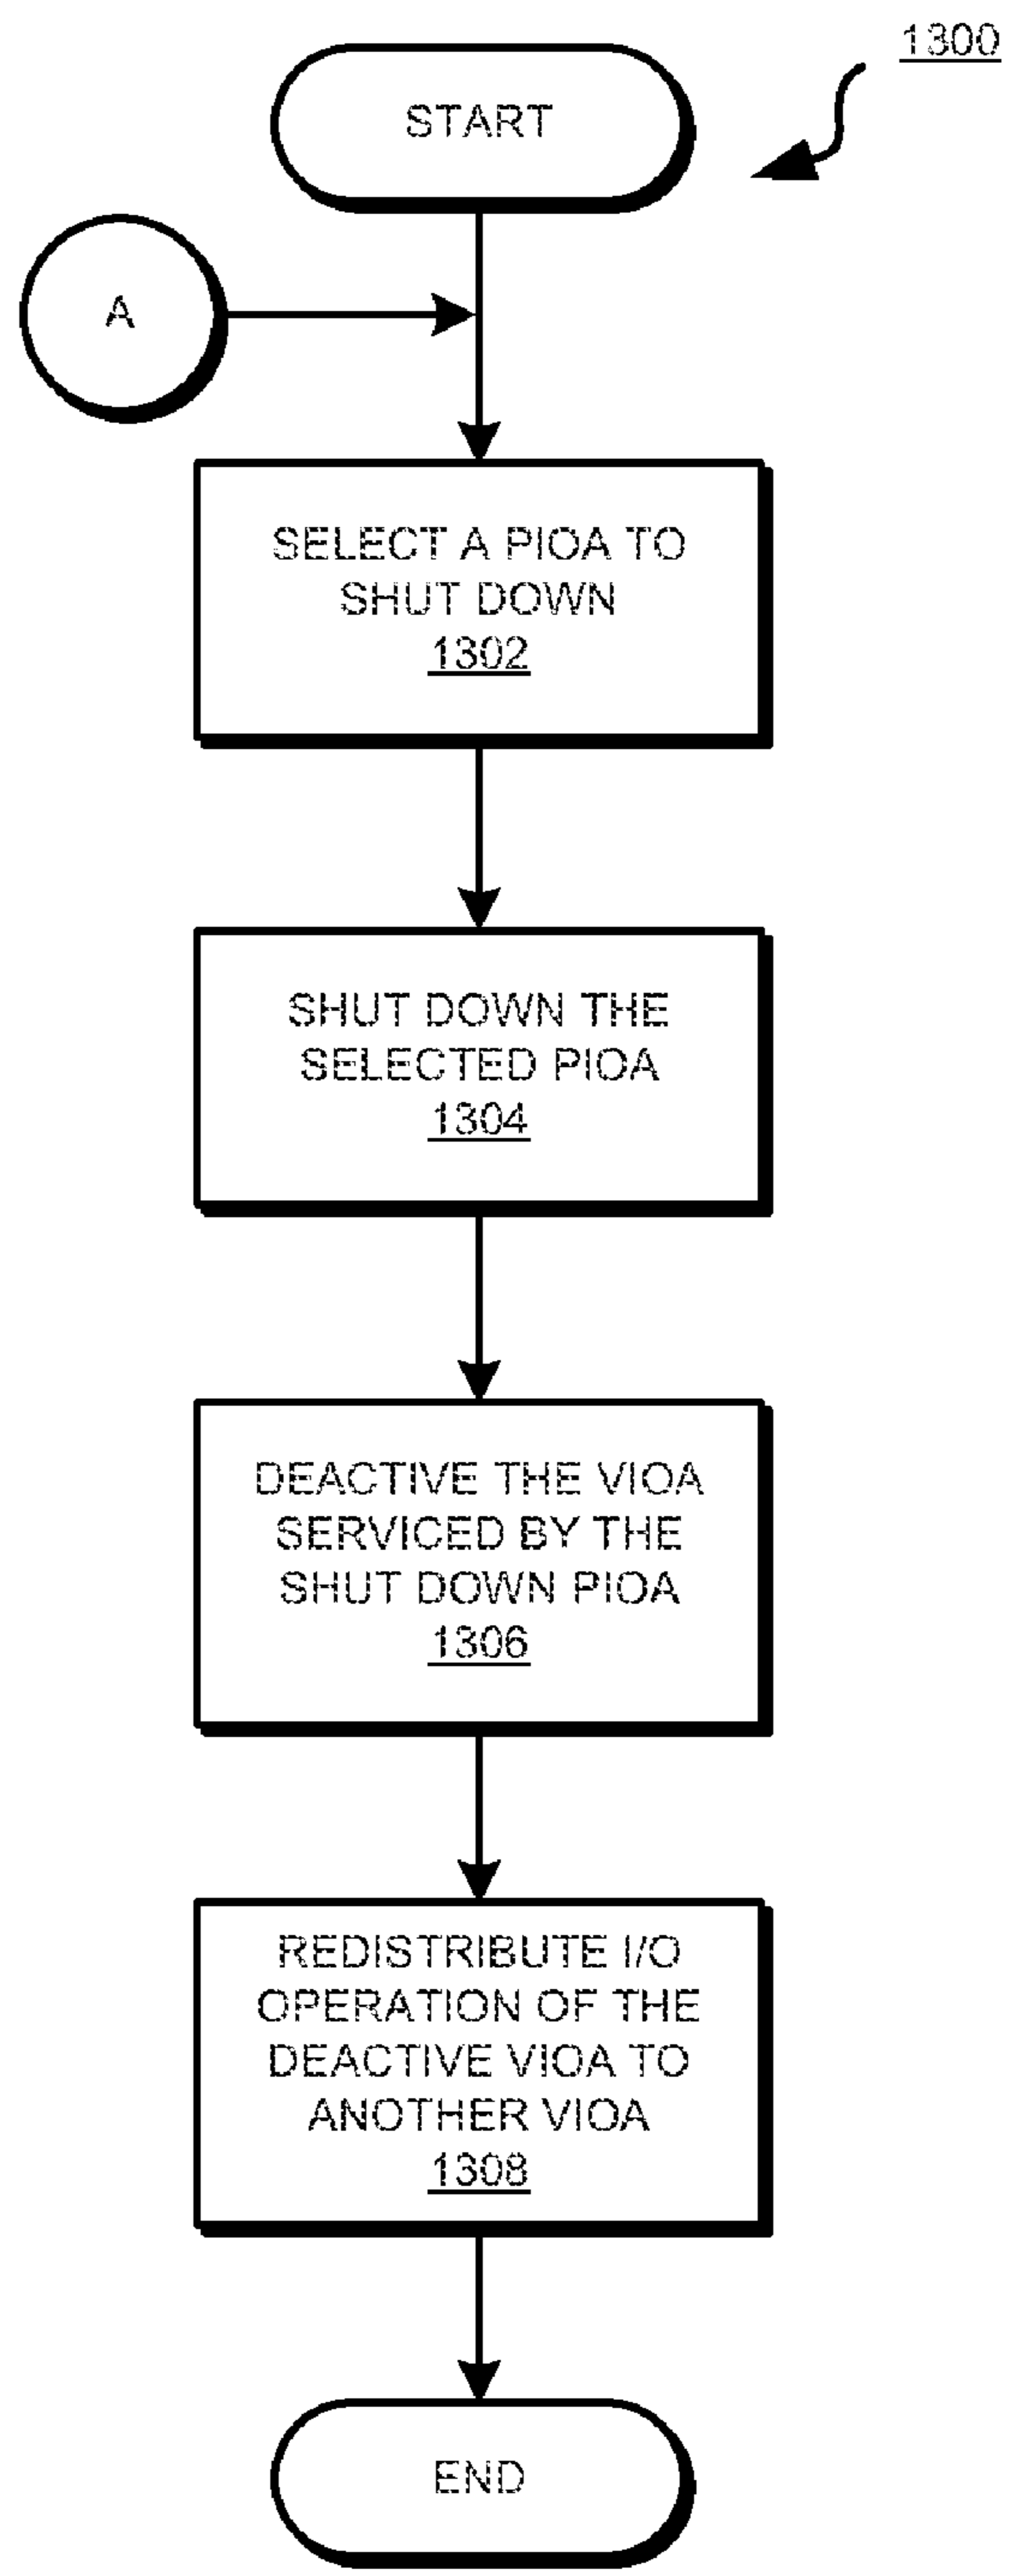 1300
START
A
SELECT A PIOA TO
SHUT DOWN
1302
SHUT DOWN THE
SELECTED PIOA
1304
DEACTIVE THE VIOA
SERVICED BY THE
SHUT DOWN PIOA
1306
REDISTRIBUTE I/O
OPERATION OF THE
DEACTIVE VIOA TO
ANOTHER VIOA
1308
END